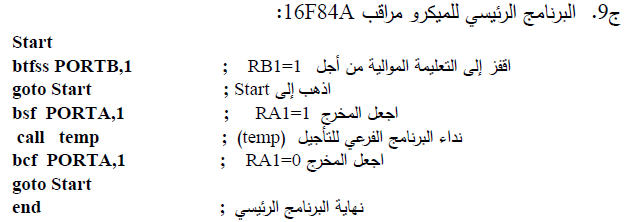 ج9. البرنامج الرئيسي للميكرو مراقب 16F84A:
Start
btfss PORTB,1 ; اقفز إلى التعليمة الموالية من أجل RB1=1
goto Start ; اذهب إلى Start
bsf PORTA,1 ; اجعل المخرج RA1=1
call temp ; نداء البرنامج الفرعي للتأجيل (temp)
bcf PORTA,1 ; اجعل المخرج RA1=0
goto Start
end ; نهاية البرنامج الرئيسي